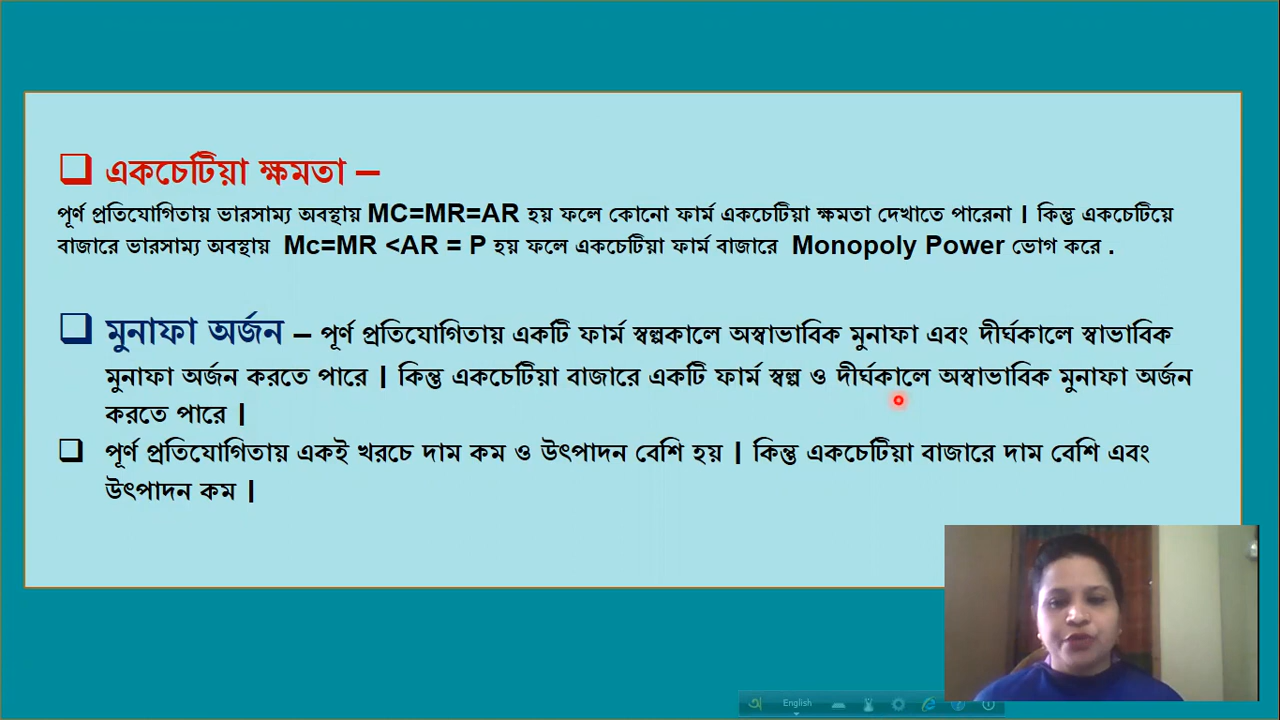 একচেটিয়া ক্ষমতা –
পূর্ণ প্রতিযোগিতায় ভারসাম্য অবস্থায় MC=MR=AR হয় ফলে কোনো ফার্ম একচেটিয়া ক্ষমতা দেখাতে পারেনা | কিন্তু একচেটিয়ে
বাজারে ভারসাম্য অবস্থায় Mc=MR <AR = P হয় ফলে একচেটিয়া ফার্ম বাজারে Monopoly Power ভোগ করে .
মুনাফা অর্জন – পূর্ণ প্রতিযোগিতায় একটি ফার্ম স্বল্পকালে অস্বাভাবিক মুনাফা এবং দীর্ঘকালে স্বাভাবিক
মুনাফা অর্জন করতে পারে | কিন্তু একচেটিয়া বাজারে একটি ফার্ম স্বল্প ও দীর্ঘকালে অস্বাভাবিক মুনাফা অর্জন
করতে পারে |
পূর্ণ প্রতিযোগিতায় একই খরচে দাম কম ও উৎপাদন বেশি হয় | কিন্তু একচেটিয়া বাজারে দাম বেশি এবং
উৎপাদন কম |
অ English